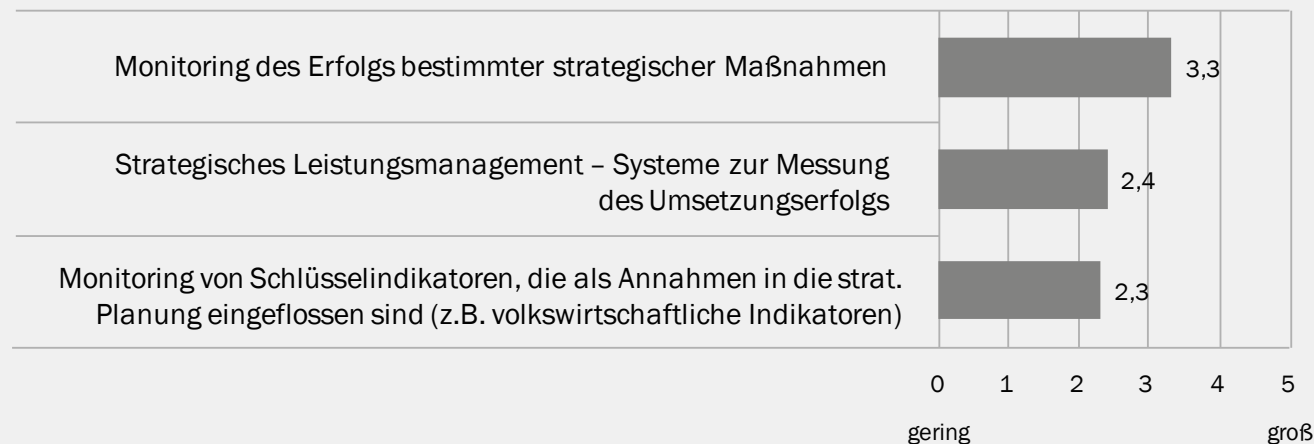 Monitoring des Erfolgs bestimmter strategischer Maßnahmen
3,3
Strategisches Leistungsmanagement – Systeme zur Messung
des Umsetzungserfolgs
2,4
Monitoring von Schlüsselindikatoren, die als Annahmen in die strat.
Planung eingeflossen sind (z.B. volkswirtschaftliche Indikatoren)
2,3
0 1 2 3 4 5
gering groß